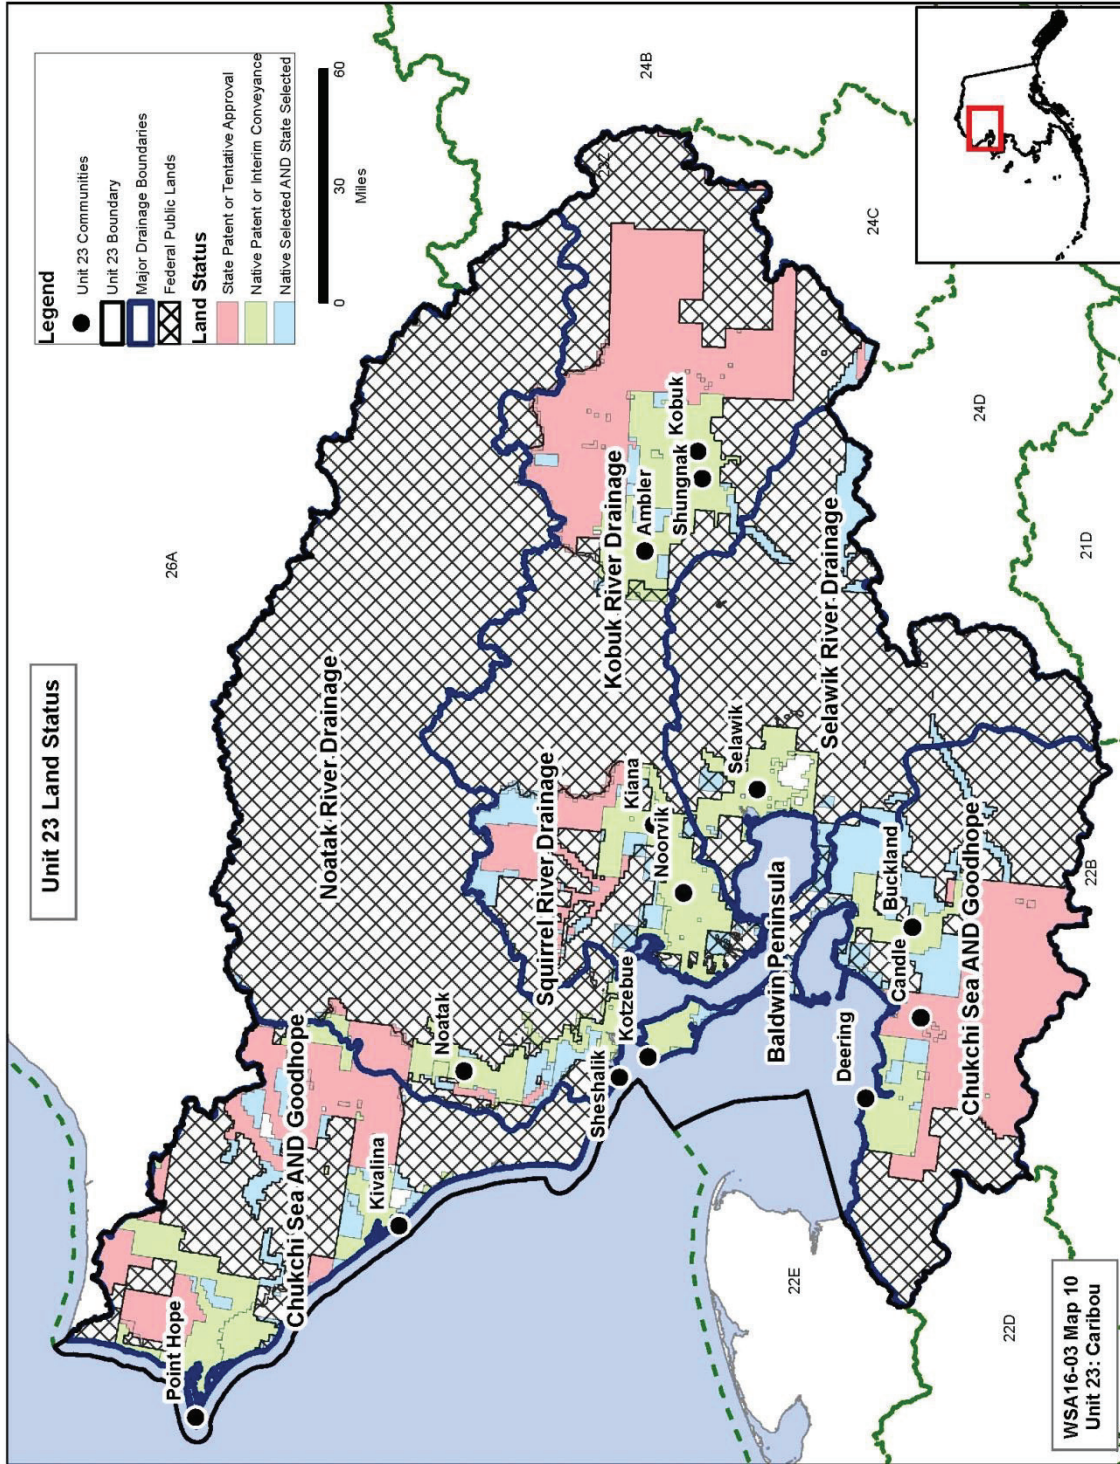 Unit 23 Land Status
Legend
Unit 23 Communities
Unit 23 Boundary
Major Drainage Boundaries
Federal Public Lands
Land Status
State Patent or Tentative Approval
Native Patent or Interim Conveyance
Native Selected AND State Selected
0
30
60
Miles
26A
24B
23Z
24C
24D
21D
22B
22E
22D
Noatak River Drainage
Point Hope
Chukchi Sea AND Goodhope
Kivalina
Noatak
Squirrel River Drainage
Sheshalik
Kotzebue
Kiana
Noorvik
Kobuk River Drainage
Ambler
Shungnak
Kobuk
Selawik
Selawik River Drainage
Baldwin Peninsula
Deering
Candle
Buckland
Chukchi Sea AND Goodhope
WSA16-03 Map 10
Unit 23: Caribou